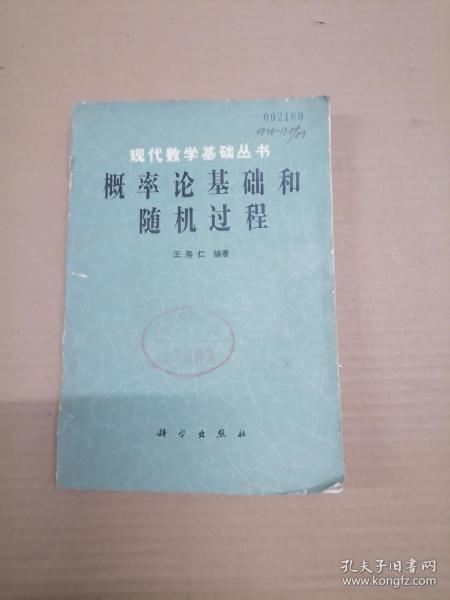 002189
现代数学基础丛书
概率论基础和
随机过程
王寿仁 编著
科学出版社
孔夫子旧书网
www.kongfz.com